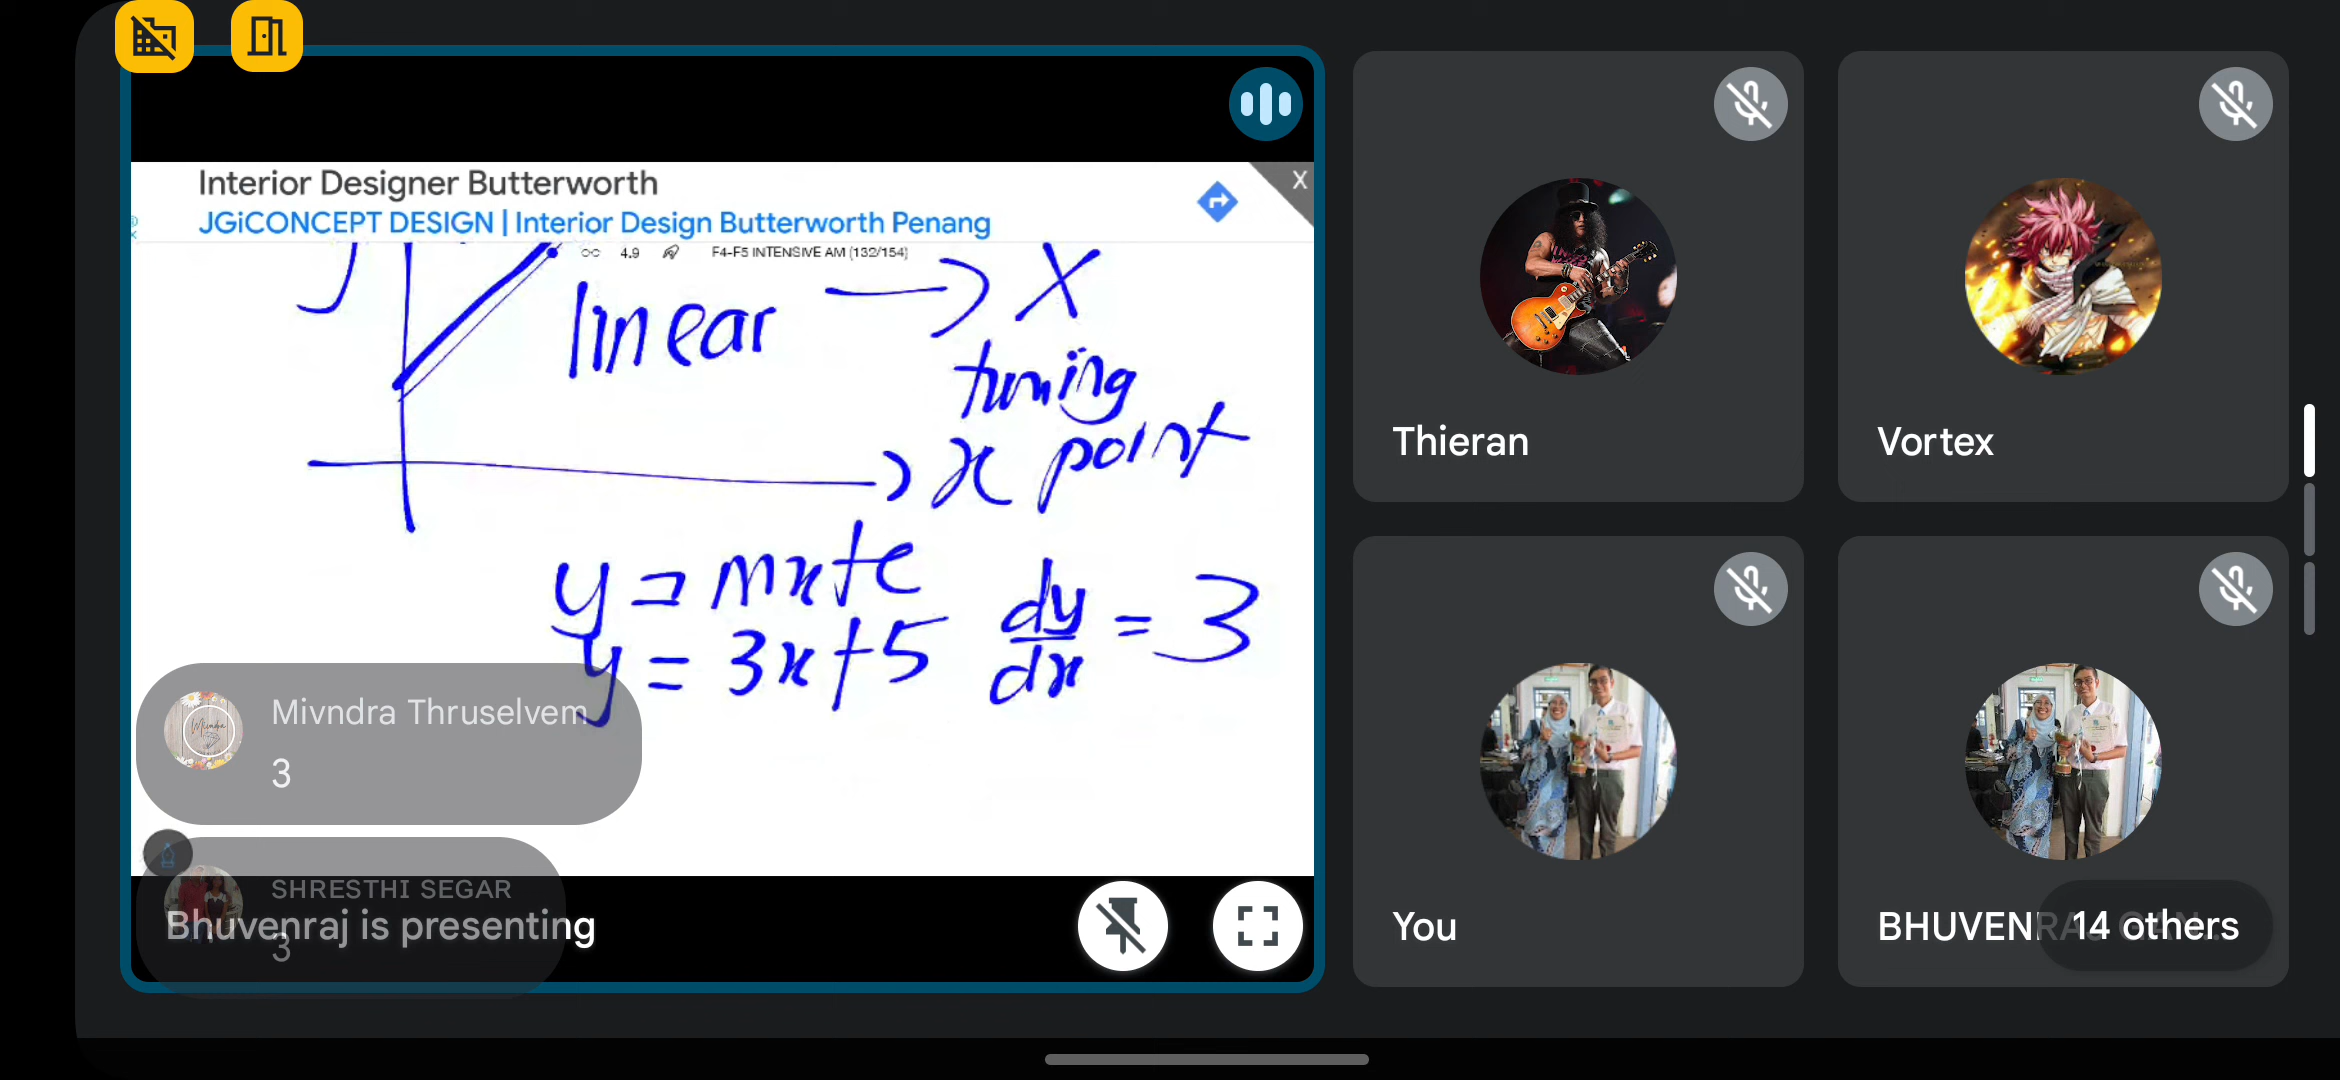 Interior Designer Butterworth
X
JGiCONCEPT DESIGN | Interior Design Butterworth Penang
4.9 F4-F5 INTENSIVE AM (132/154)
y
linear → X
turning
point
x
y = mx+c
y = 3x+5
dy/dx = 3
Mivndra Thruselvem
3
SHRESTHI SEGAR
3
Bhuvenraj is presenting
Thieran
Vortex
You
BHUVENRAJ
14 others